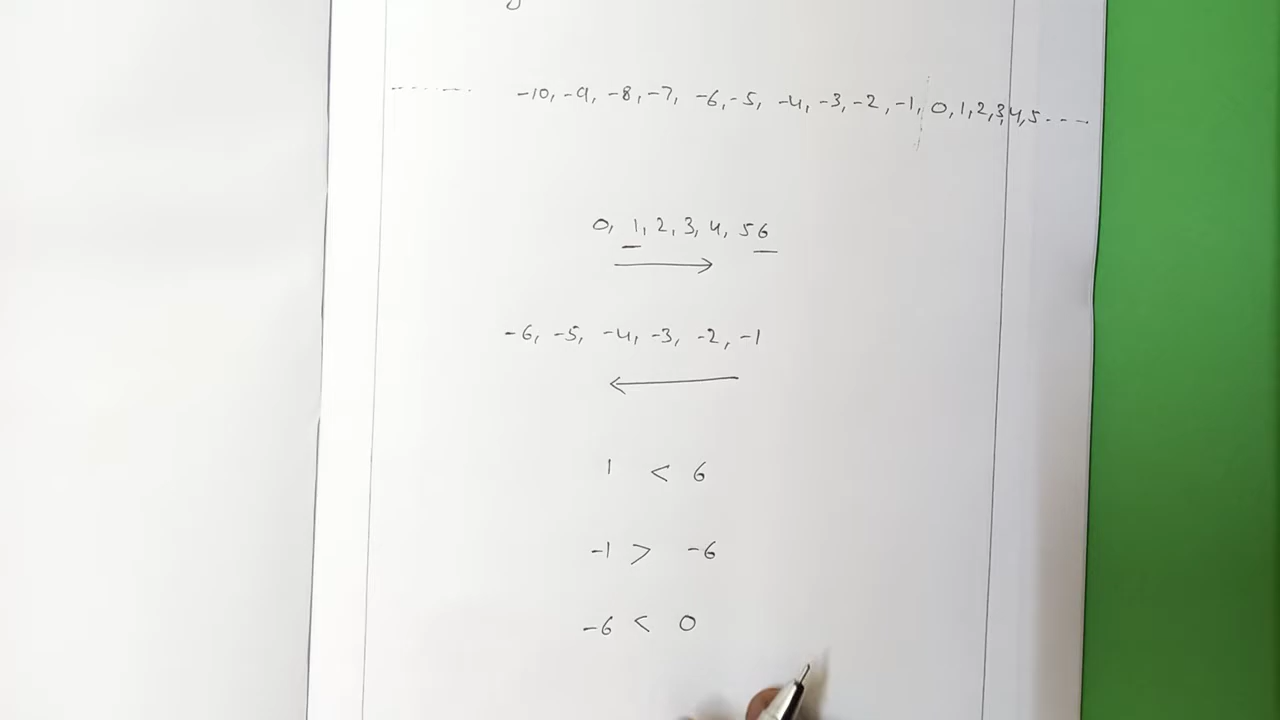 ------- -10, -9, -8, -7, -6, -5, -4, -3, -2, -1, 0, 1, 2, 3, 4, 5 ----
0, 1, 2, 3, 4, 5 6
-6, -5, -4, -3, -2, -1
1 < 6
-1 > -6
-6 < 0